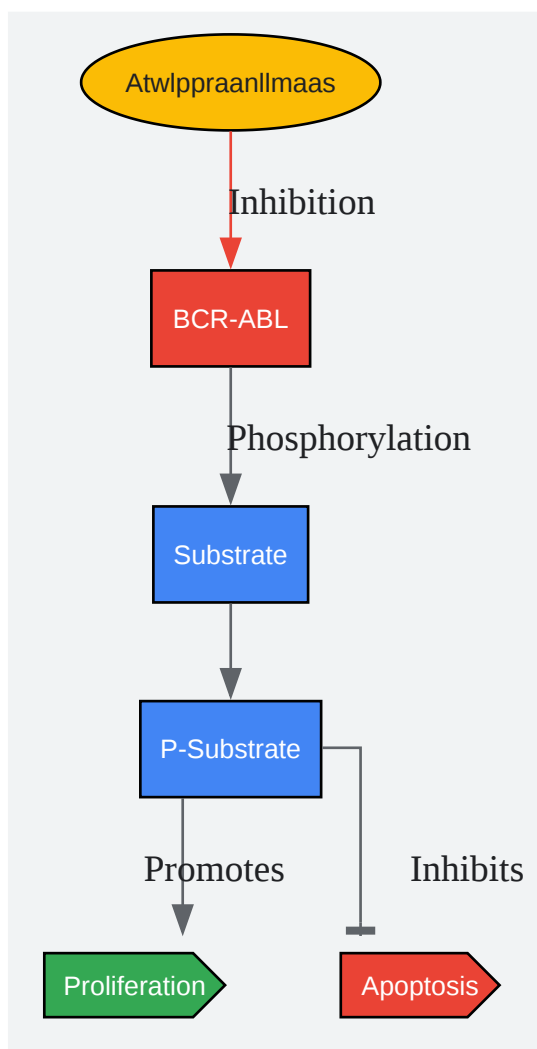 Atwlppraanllmaas
Inhibition
BCR-ABL
Phosphorylation
Substrate
P-Substrate
Promotes
Inhibits
Proliferation
Apoptosis